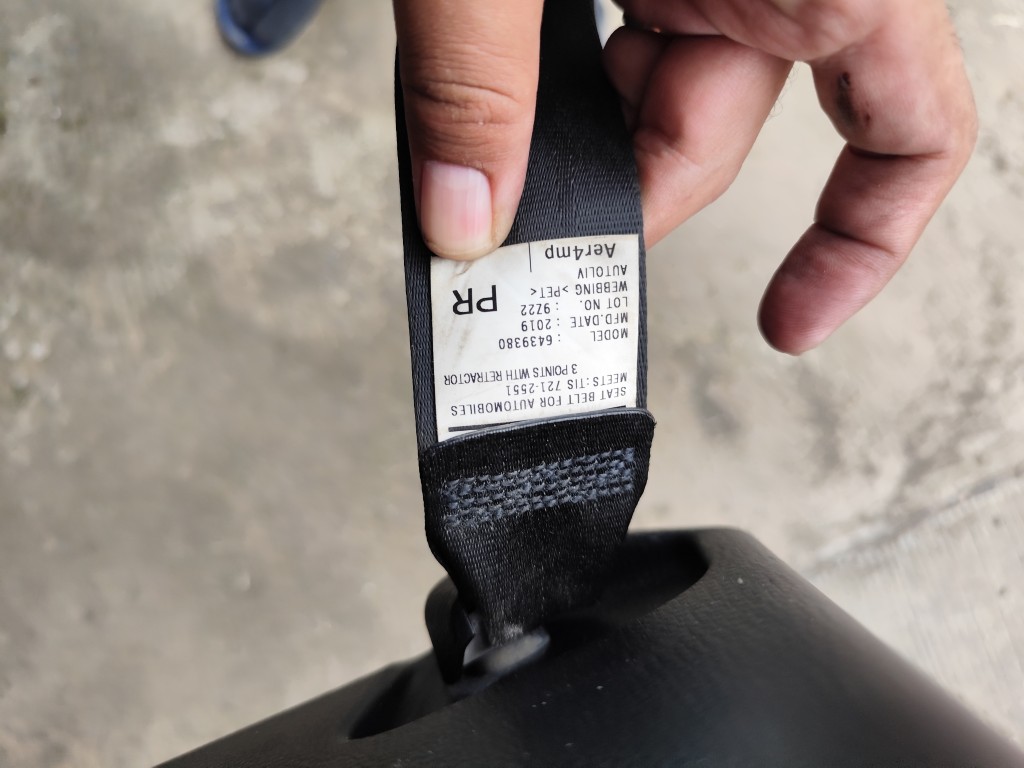 SEAT BELT FOR AUTOMOBILES
MEETS:TIS 721-2551
3 POINTS WITH RETRACTOR
MODEL : 6439380
MFD.DATE : 2019
LOT NO. : 9Z22
WEBBING >PET< PR
AUTOLIV
Aer4mp